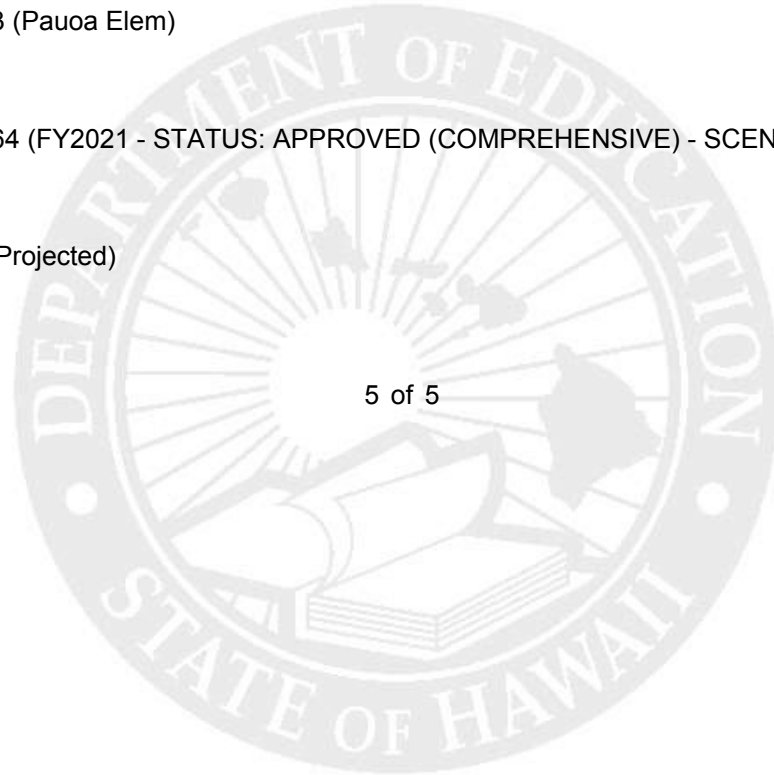 3 (Pauoa Elem)
64 (FY2021 - STATUS: APPROVED (COMPREHENSIVE) - SCEN
Projected)
5 of 5
DEPARTMENT OF EDUCATION
STATE OF HAWAII